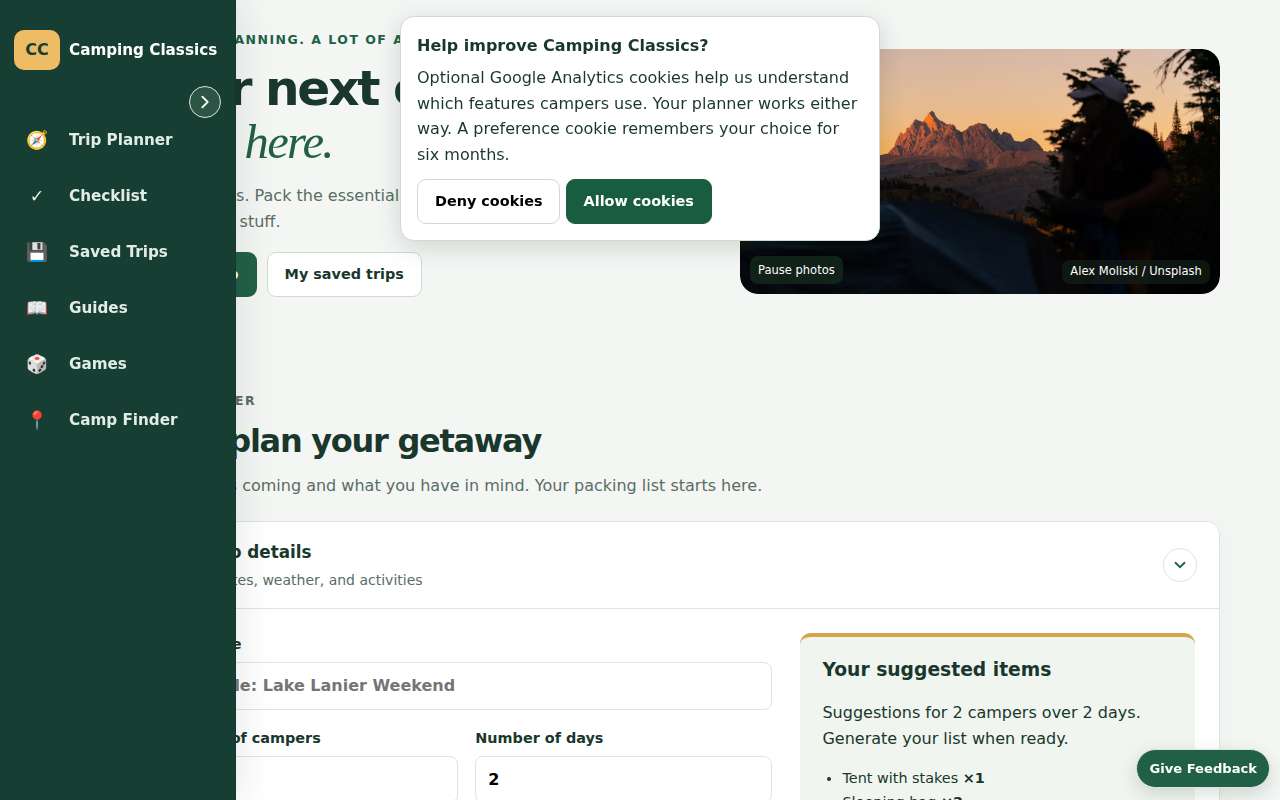 CC
Camping Classics
Trip Planner
Checklist
Saved Trips
Guides
Games
Camp Finder
Help improve Camping Classics?
Optional Google Analytics cookies help us understand
which features campers use. Your planner works either
way. A preference cookie remembers your choice for
six months.
Deny cookies
Allow cookies
ANNING. A LOT OF
next
here.
s. Pack the essential
stuff.
My saved trips
Pause photos
Alex Moliski / Unsplash
ER
plan your getaway
coming and what you have in mind. Your packing list starts here.
details
tes, weather, and activities
e
le: Lake Lanier Weekend
of campers
Number of days
2
Your suggested items
Suggestions for 2 campers over 2 days.
Generate your list when ready.
Tent with stakes ×1
Give Feedback